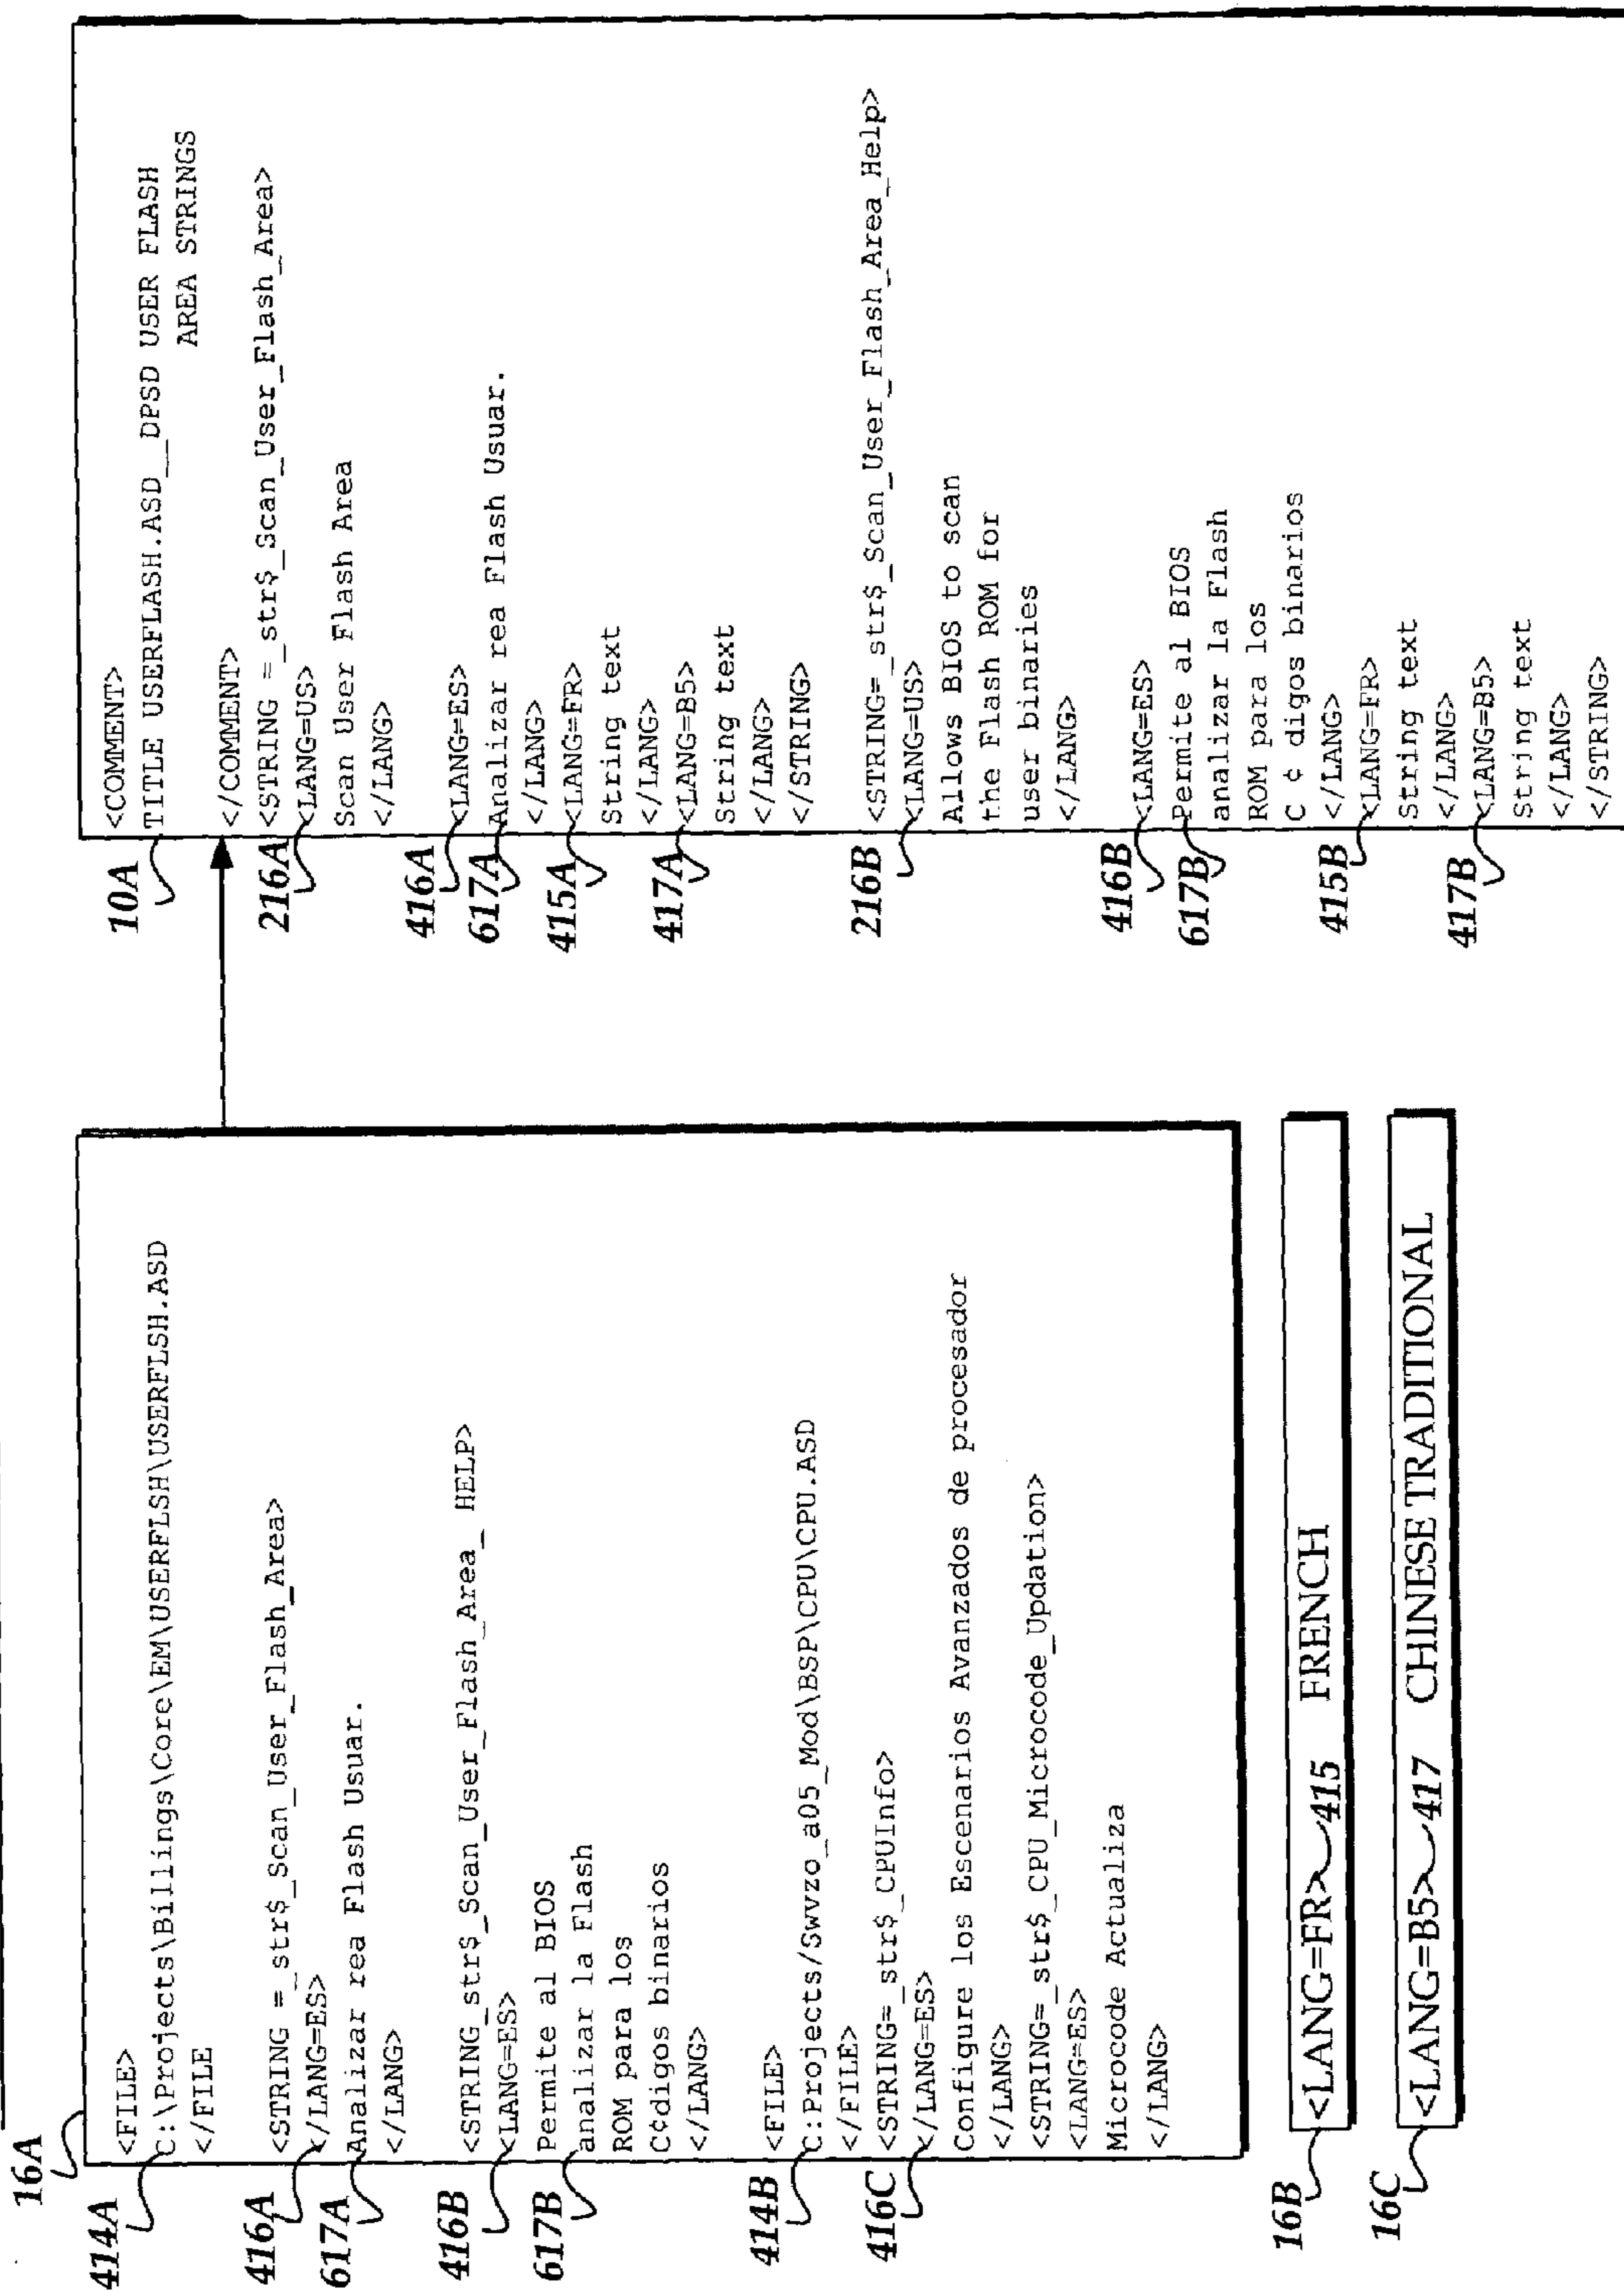 16A
414A
<FILE>
C:\Projects\Billings\Core\EM\USERFLSH\USERFLSH.ASD
</FILE
<STRING =_str$_Scan_User_Flash_Area>
416A
</LANG=ES>
617A
Analizar rea Flash Usuar.
</LANG>
<STRING_str$_Scan_User_Flash_Area_ HELP>
416B
<LANG=ES>
Permite al BIOS
617B
analizar la Flash
ROM para los
C¢digos binarios
</LANG>
<FILE>
414B
C:Projects/Swvzo_a05_Mod\BSP\CPU\CPU.ASD
</FILE>
<STRING=_str$_CPUInfo>
416C
</LANG=ES>
Configure los Escenarios Avanzados de procesador
</LANG>
<STRING=_str$_CPU_Microcode_Updation>
<LANG=ES>
Microcode Actualiza
</LANG>
16B
<LANG=FR> 415 FRENCH
16C
<LANG=B5> 417 CHINESE TRADITIONAL
<COMMENT>
10A
TITLE USERFLASH.ASD__DPSD USER FLASH
AREA STRINGS
</COMMENT>
<STRING =_str$_Scan_User_Flash_Area>
216A
<LANG=US>
Scan User Flash Area
</LANG>
416A
<LANG=ES>
617A
Analizar rea Flash Usuar.
</LANG>
415A
<LANG=FR>
String text
</LANG>
417A
<LANG=B5>
String text
</LANG>
</STRING>
<STRING=_str$_Scan_User_Flash_Area_Help>
216B
<LANG=US>
Allows BIOS to scan
the Flash ROM for
user binaries
</LANG>
416B
<LANG=ES>
617B
Permite al BIOS
analizar la Flash
ROM para los
C ¢ digos binarios
</LANG>
415B
<LANG=FR>
String text
</LANG>
417B
<LANG=B5>
String text
</LANG>
</STRING>